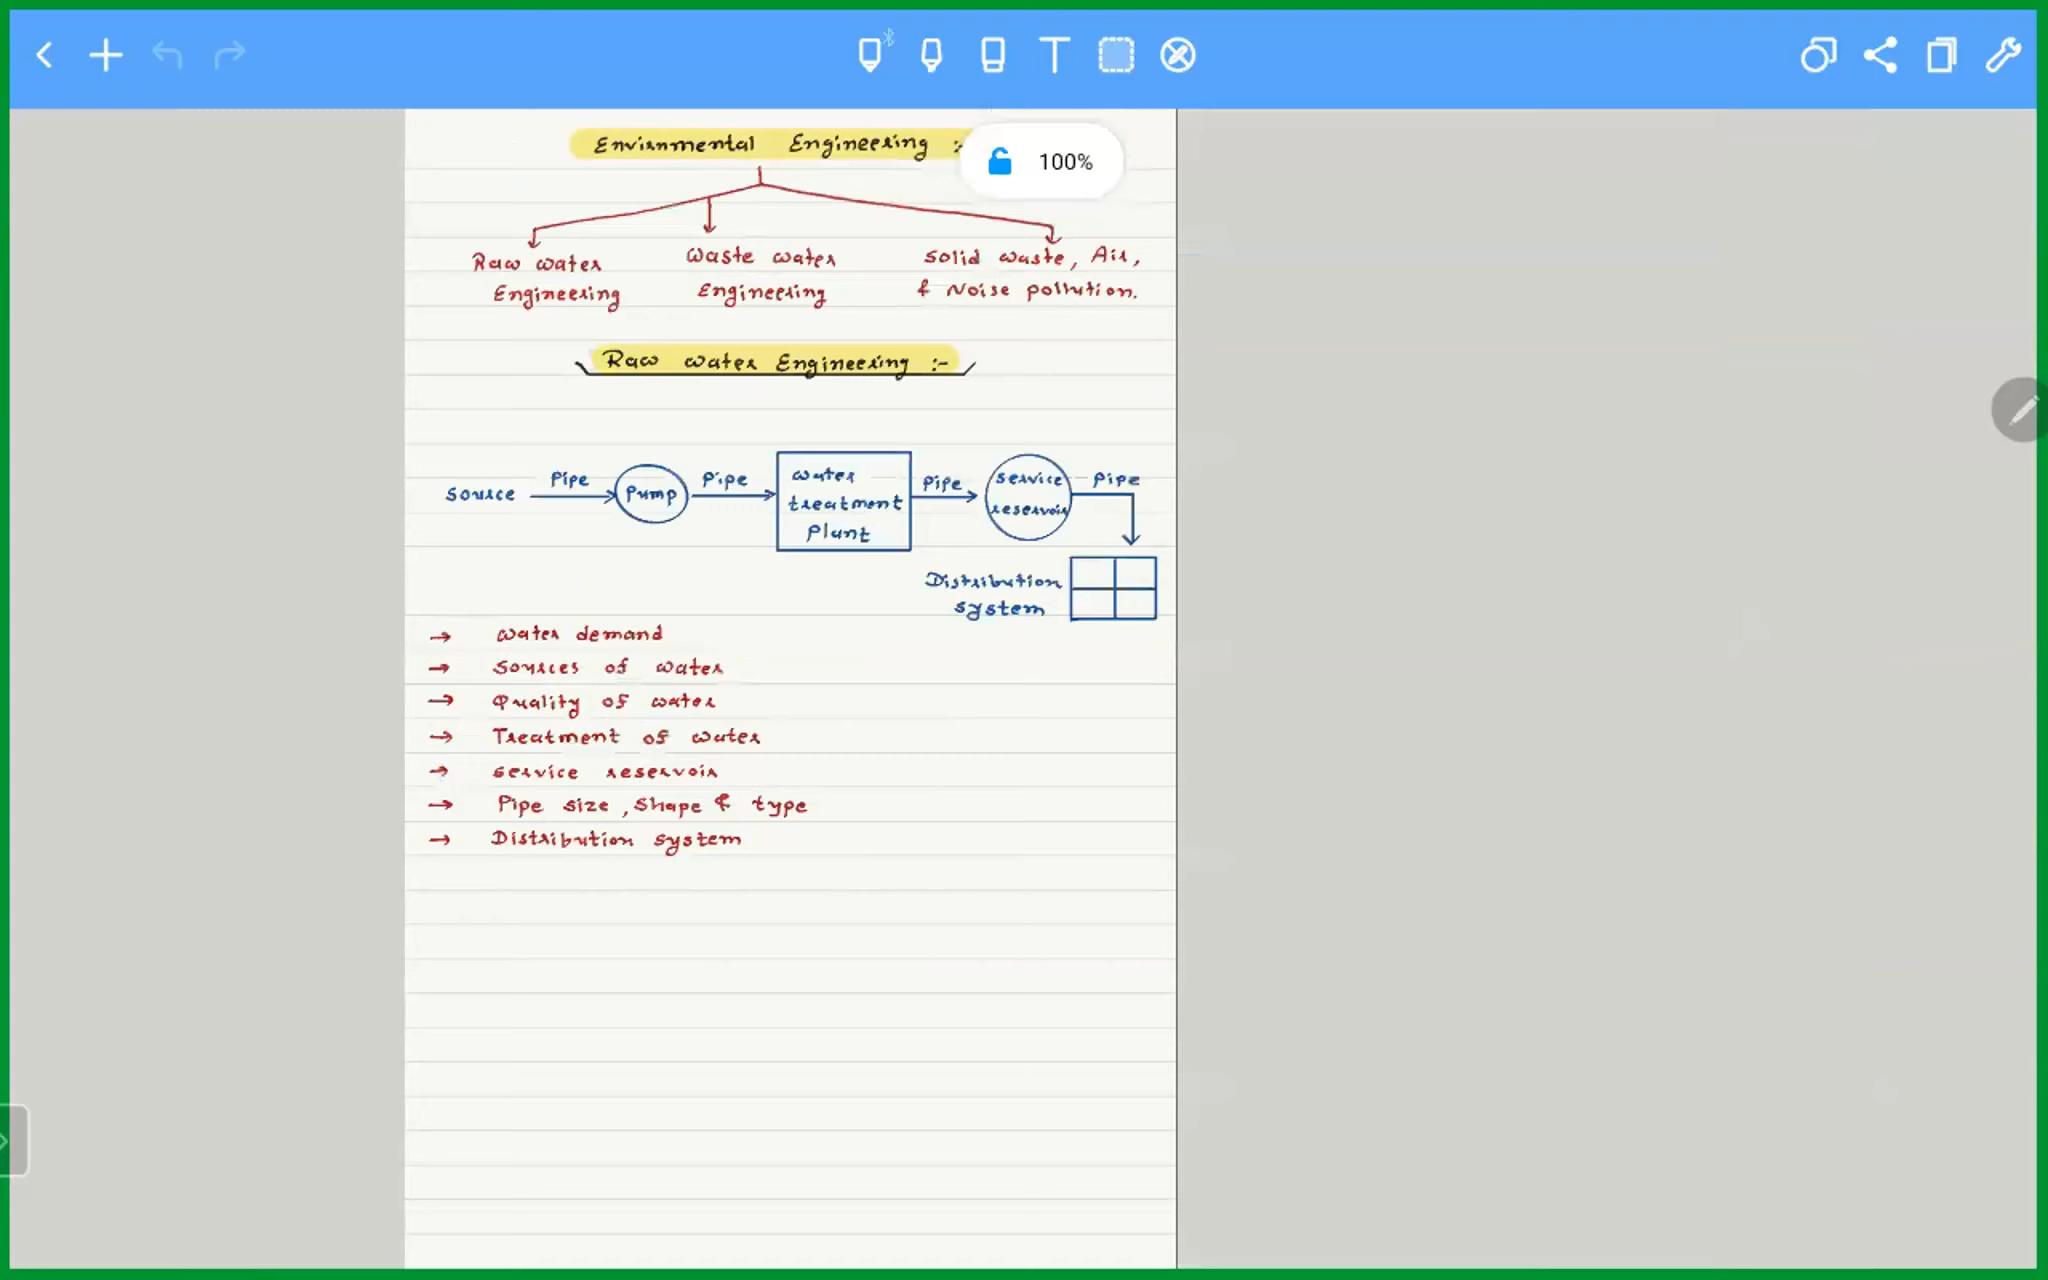 Envirnmental Engineering :-
100%
Raw water
Engineering
Waste water
Engineering
Solid waste, Air,
& Noise pollution.
Raw water Engineering :-
Source
Pipe
Pump
Pipe
water
treatment
Plant
Pipe
Service
reservoir
Pipe
Distribution
system
→ water demand
→ Sources of water
→ Quality of water
→ Treatment of water
→ Service reservoir
→ Pipe size, Shape & type
→ Distribution system